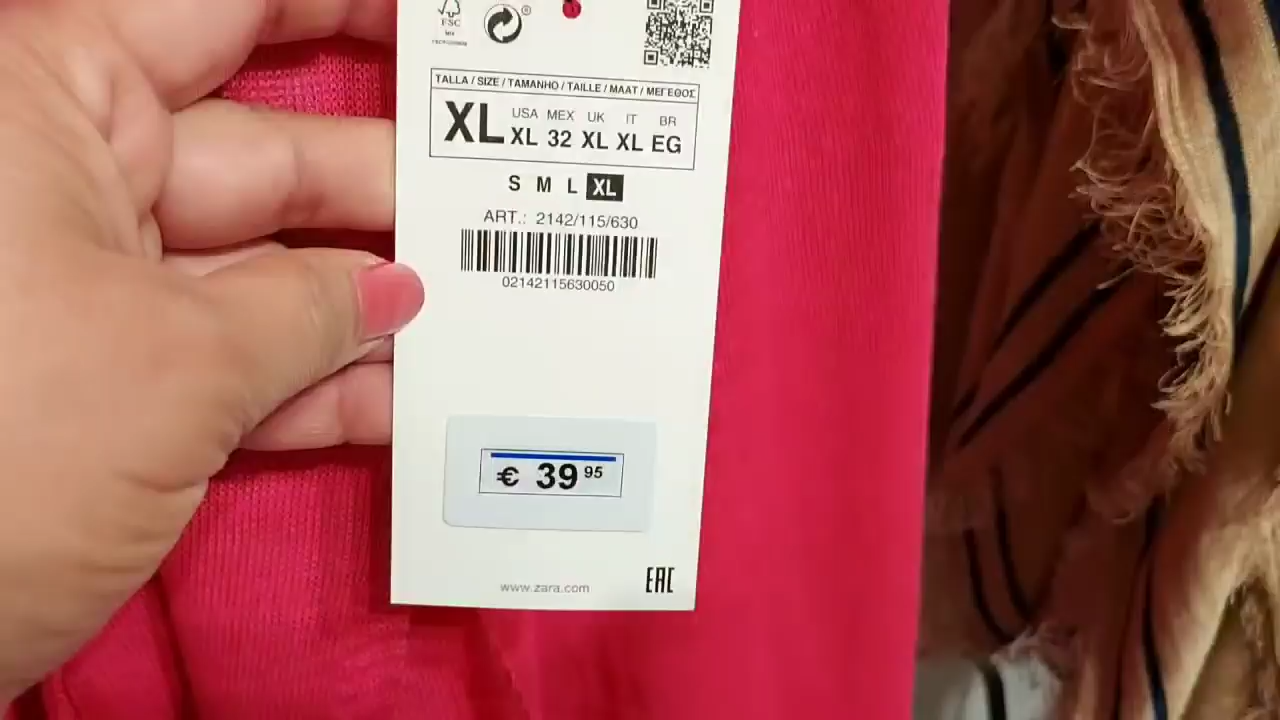 FSC
MIX
®
TALLA / SIZE / TAMANHO / TAILLE / MAAT / ΜΕΓΕΘΟΣ
XL
USA MEX UK IT BR
XL 32 XL XL EG
S M L XL
ART.: 2142/115/630
02142115630050
€ 39 95
www.zara.com
EAC